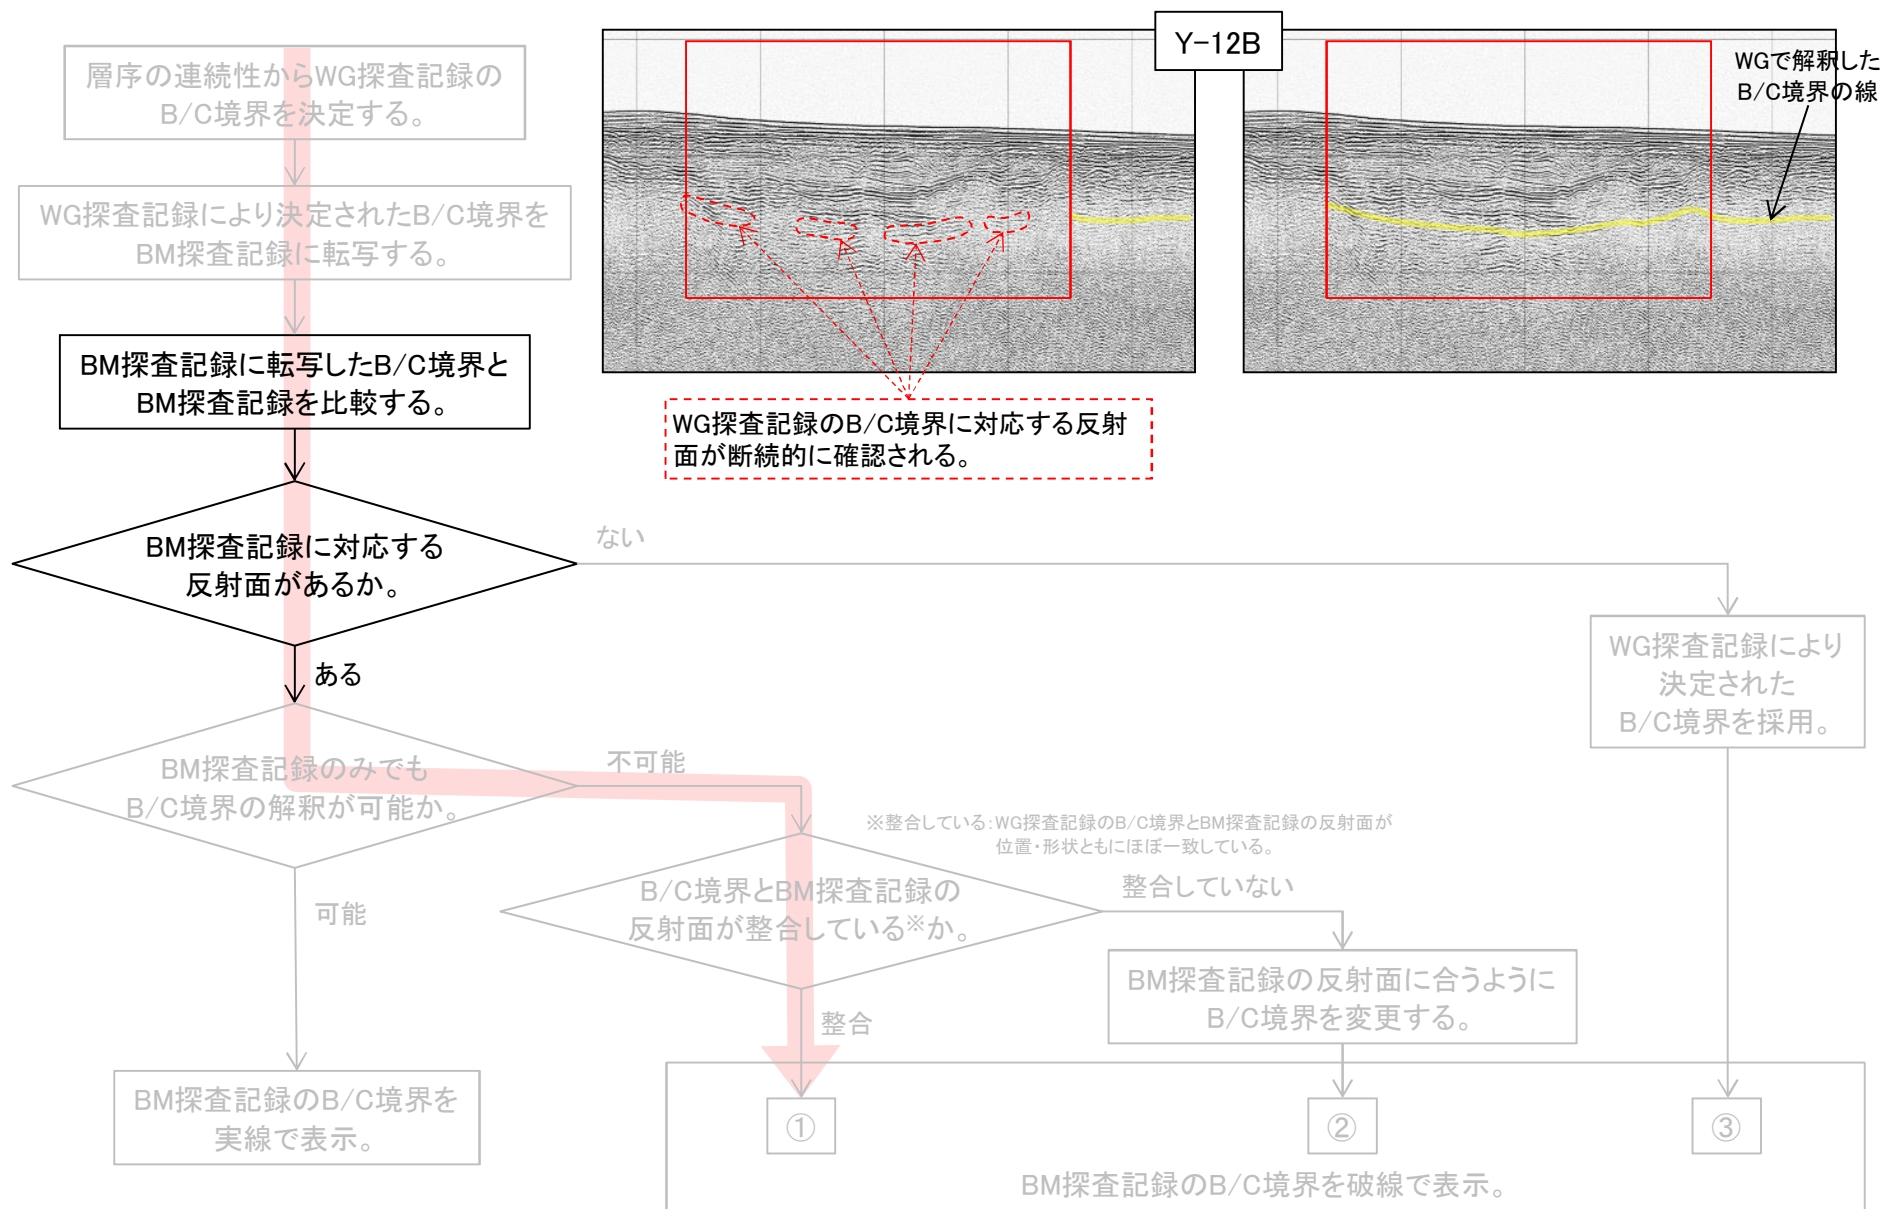 層序の連続性からWG探査記録の
B/C境界を決定する。
WG探査記録により決定されたB/C境界を
BM探査記録に転写する。
BM探査記録に転写したB/C境界と
BM探査記録を比較する。
Y-12B
WGで解釈した
B/C境界の線
WG探査記録のB/C境界に対応する反射
面が断続的に確認される。
BM探査記録に対応する
反射面があるか。
ない
ある
WG探査記録により
決定された
B/C境界を採用。
BM探査記録のみでも
B/C境界の解釈が可能か。
不可能
可能
※整合している:WG探査記録のB/C境界とBM探査記録の反射面が
位置・形状ともにほぼ一致している。
B/C境界とBM探査記録の
反射面が整合している※か。
整合していない
整合
BM探査記録の反射面に合うように
B/C境界を変更する。
BM探査記録のB/C境界を
実線で表示。
①
②
③
BM探査記録のB/C境界を破線で表示。